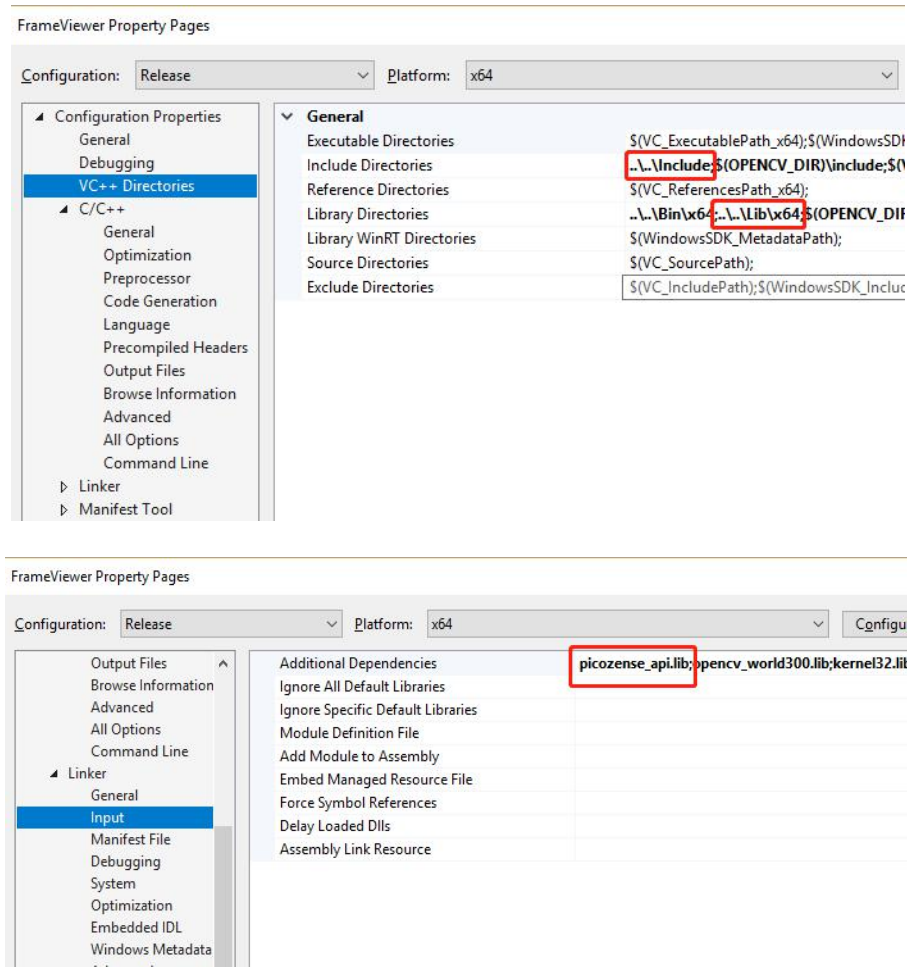 FrameViewer Property Pages
Configuration: Release Platform: x64
Configuration Properties
General
Debugging
VC++ Directories
C/C++
General
Optimization
Preprocessor
Code Generation
Language
Precompiled Headers
Output Files
Browse Information
Advanced
All Options
Command Line
Linker
Manifest Tool
General
Executable Directories $(VC_ExecutablePath_x64);$(WindowsSDK
Include Directories ..\..\Include;$(OPENCV_DIR)\include;$(V
Reference Directories $(VC_ReferencesPath_x64);
Library Directories ..\..\Bin\x64;..\..\Lib\x64;$(OPENCV_DIR
Library WinRT Directories $(WindowsSDK_MetadataPath);
Source Directories $(VC_SourcePath);
Exclude Directories $(VC_IncludePath);$(WindowsSDK_Includ
FrameViewer Property Pages
Configuration: Release Platform: x64 Configu
Output Files
Browse Information
Advanced
All Options
Command Line
Linker
General
Input
Manifest File
Debugging
System
Optimization
Embedded IDL
Windows Metadata
Additional Dependencies picozense_api.lib;opencv_world300.lib;kernel32.lib
Ignore All Default Libraries
Ignore Specific Default Libraries
Module Definition File
Add Module to Assembly
Embed Managed Resource File
Force Symbol References
Delay Loaded Dlls
Assembly Link Resource